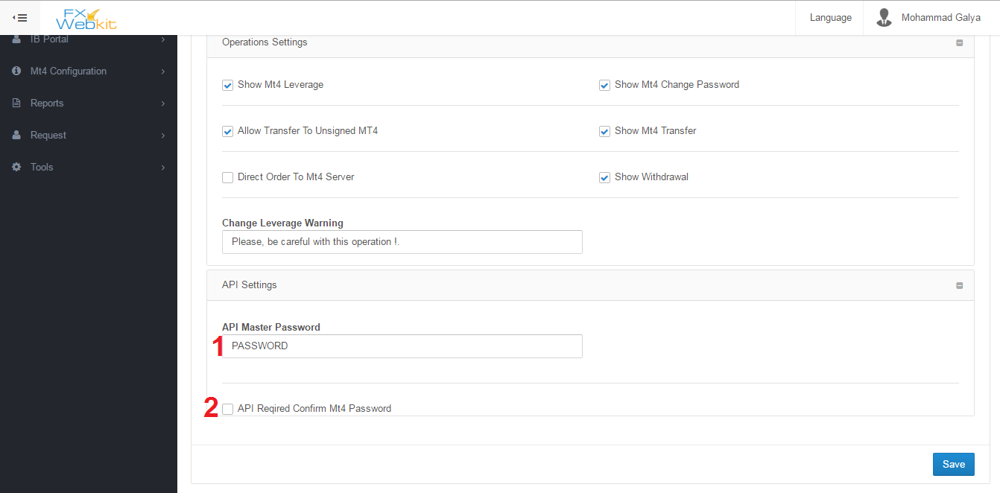 FX
Webkit
Language
Mohammad Galya
IB Portal
Mt4 Configuration
Reports
Request
Tools
Operations Settings
Show Mt4 Leverage
Show Mt4 Change Password
Allow Transfer To Unsigned MT4
Show Mt4 Transfer
Direct Order To Mt4 Server
Show Withdrawal
Change Leverage Warning
Please, be careful with this operation !.
API Settings
API Master Password
1
PASSWORD
2
API Reqired Confirm Mt4 Password
Save